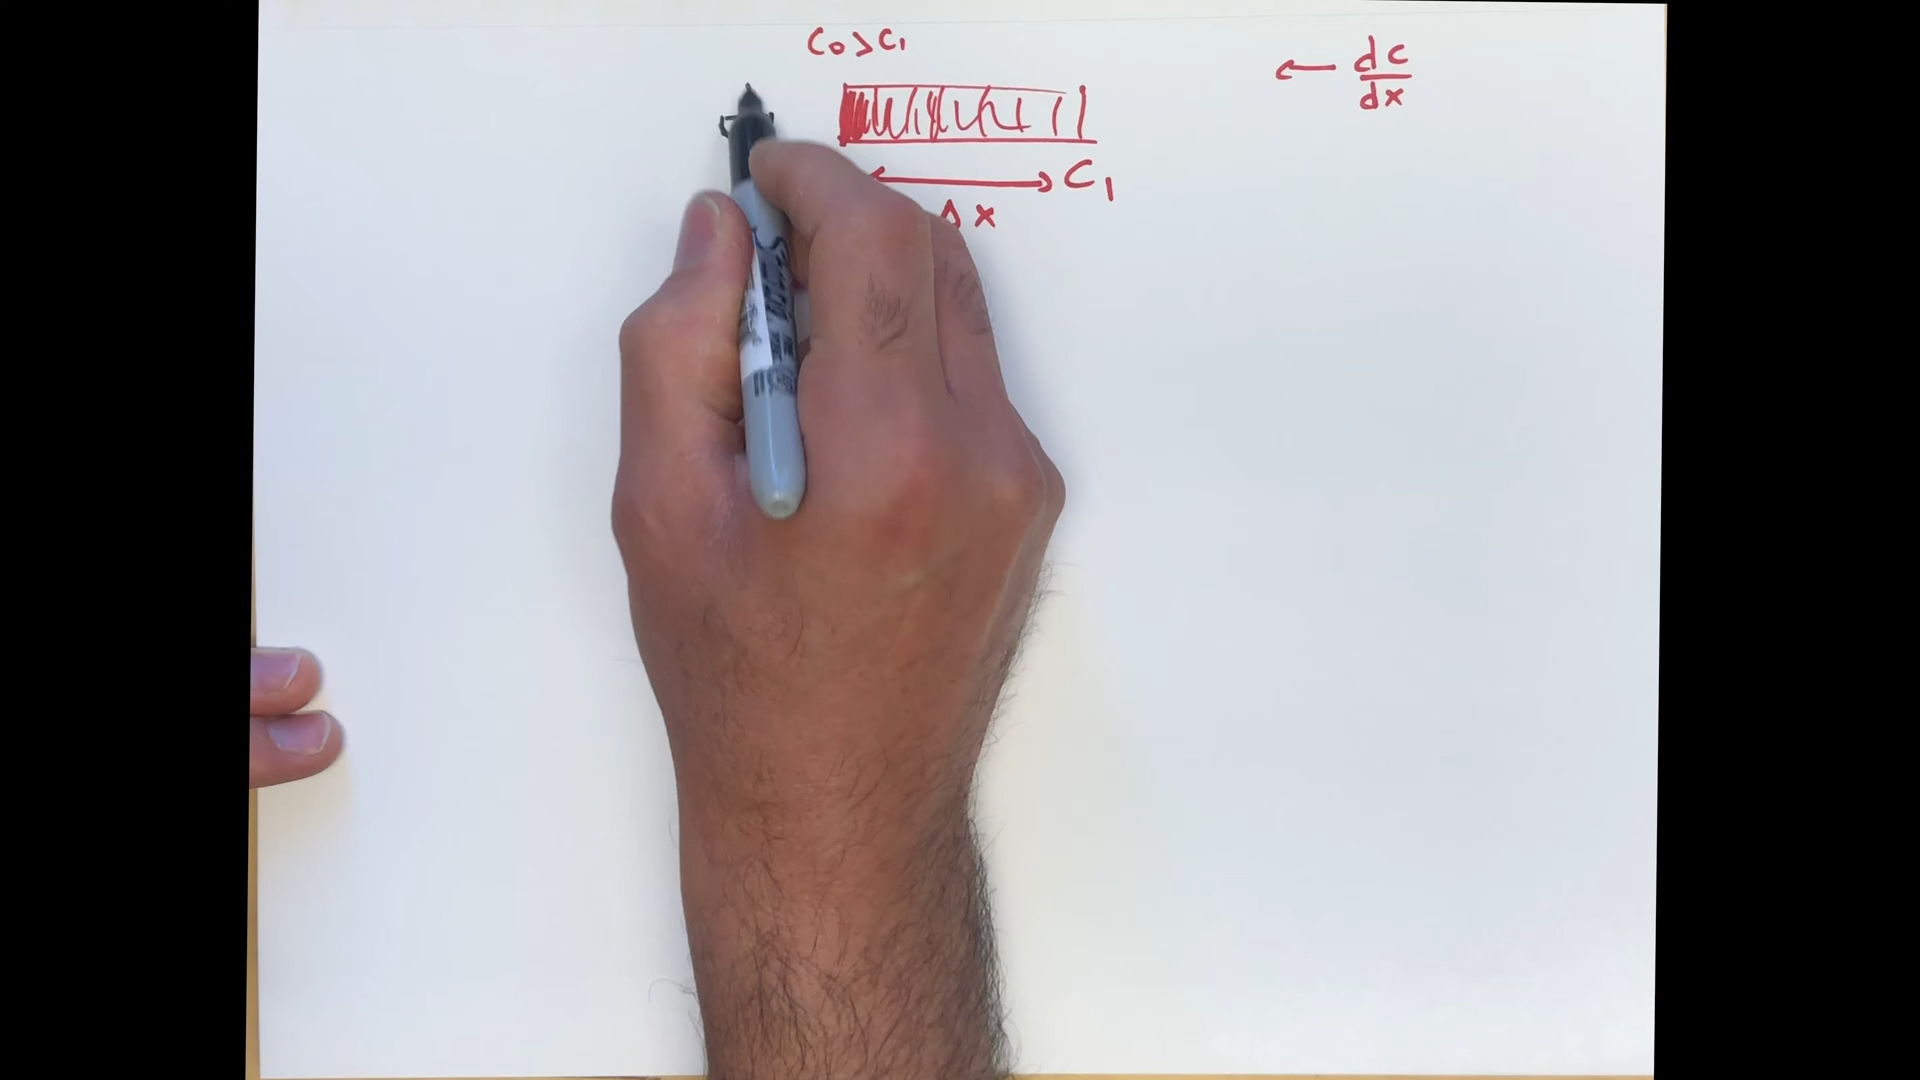 C₀>C₁
← dc
dx
C₁
Δx